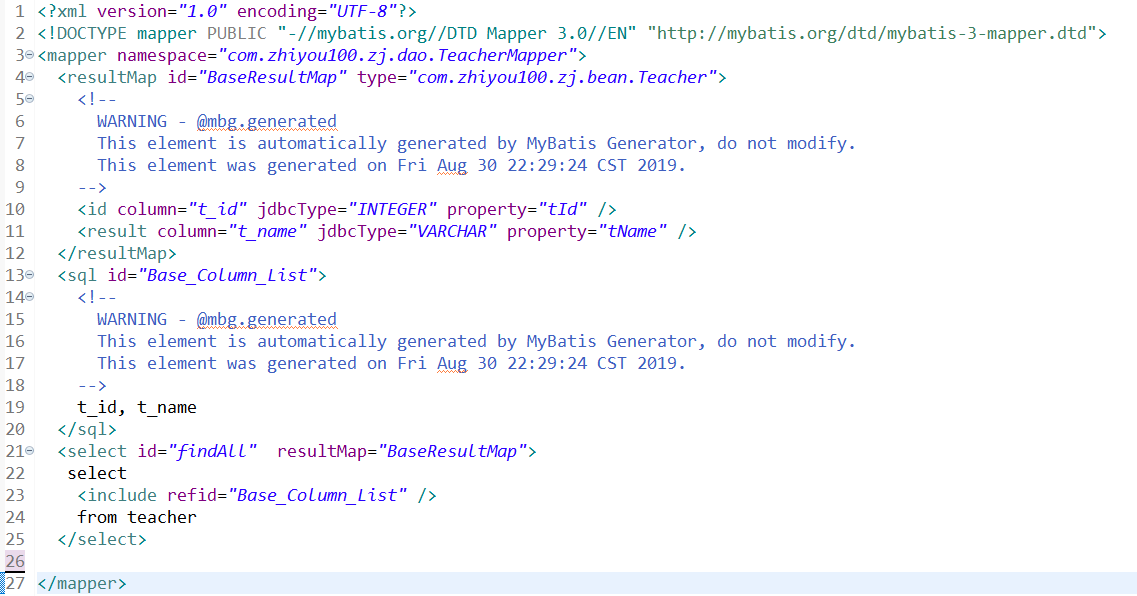 1 <?xml version="1.0" encoding="UTF-8"?>
2 <!DOCTYPE mapper PUBLIC "-//mybatis.org//DTD Mapper 3.0//EN" "http://mybatis.org/dtd/mybatis-3-mapper.dtd">
3 <mapper namespace="com.zhiyou100.zj.dao.TeacherMapper">
4   <resultMap id="BaseResultMap" type="com.zhiyou100.zj.bean.Teacher">
5     <!--
6       WARNING - @mbg.generated
7       This element is automatically generated by MyBatis Generator, do not modify.
8       This element was generated on Fri Aug 30 22:29:24 CST 2019.
9     -->
10     <id column="t_id" jdbcType="INTEGER" property="tId" />
11     <result column="t_name" jdbcType="VARCHAR" property="tName" />
12   </resultMap>
13   <sql id="Base_Column_List">
14     <!--
15       WARNING - @mbg.generated
16       This element is automatically generated by MyBatis Generator, do not modify.
17       This element was generated on Fri Aug 30 22:29:24 CST 2019.
18     -->
19     t_id, t_name
20   </sql>
21   <select id="findAll"  resultMap="BaseResultMap">
22    select
23     <include refid="Base_Column_List" />
24     from teacher
25   </select>
26
27 </mapper>